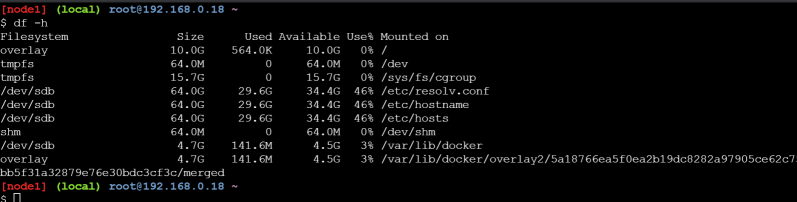 [node1] (local) root@192.168.0.18 ~
$ df -h
Filesystem                Size      Used Available Use% Mounted on
overlay                  10.0G    564.0K     10.0G   0% /
tmpfs                    64.0M         0     64.0M   0% /dev
tmpfs                    15.7G         0     15.7G   0% /sys/fs/cgroup
/dev/sdb                 64.0G     29.6G     34.4G  46% /etc/resolv.conf
/dev/sdb                 64.0G     29.6G     34.4G  46% /etc/hostname
/dev/sdb                 64.0G     29.6G     34.4G  46% /etc/hosts
shm                      64.0M         0     64.0M   0% /dev/shm
/dev/sdb                  4.7G    141.6M      4.5G   3% /var/lib/docker
overlay                   4.7G    141.6M      4.5G   3% /var/lib/docker/overlay2/5a18766ea5f0ea2b19dc8282a97905ce62c7
bb5f31a32879e76e30bdc3cf3c/merged
[node1] (local) root@192.168.0.18 ~
$